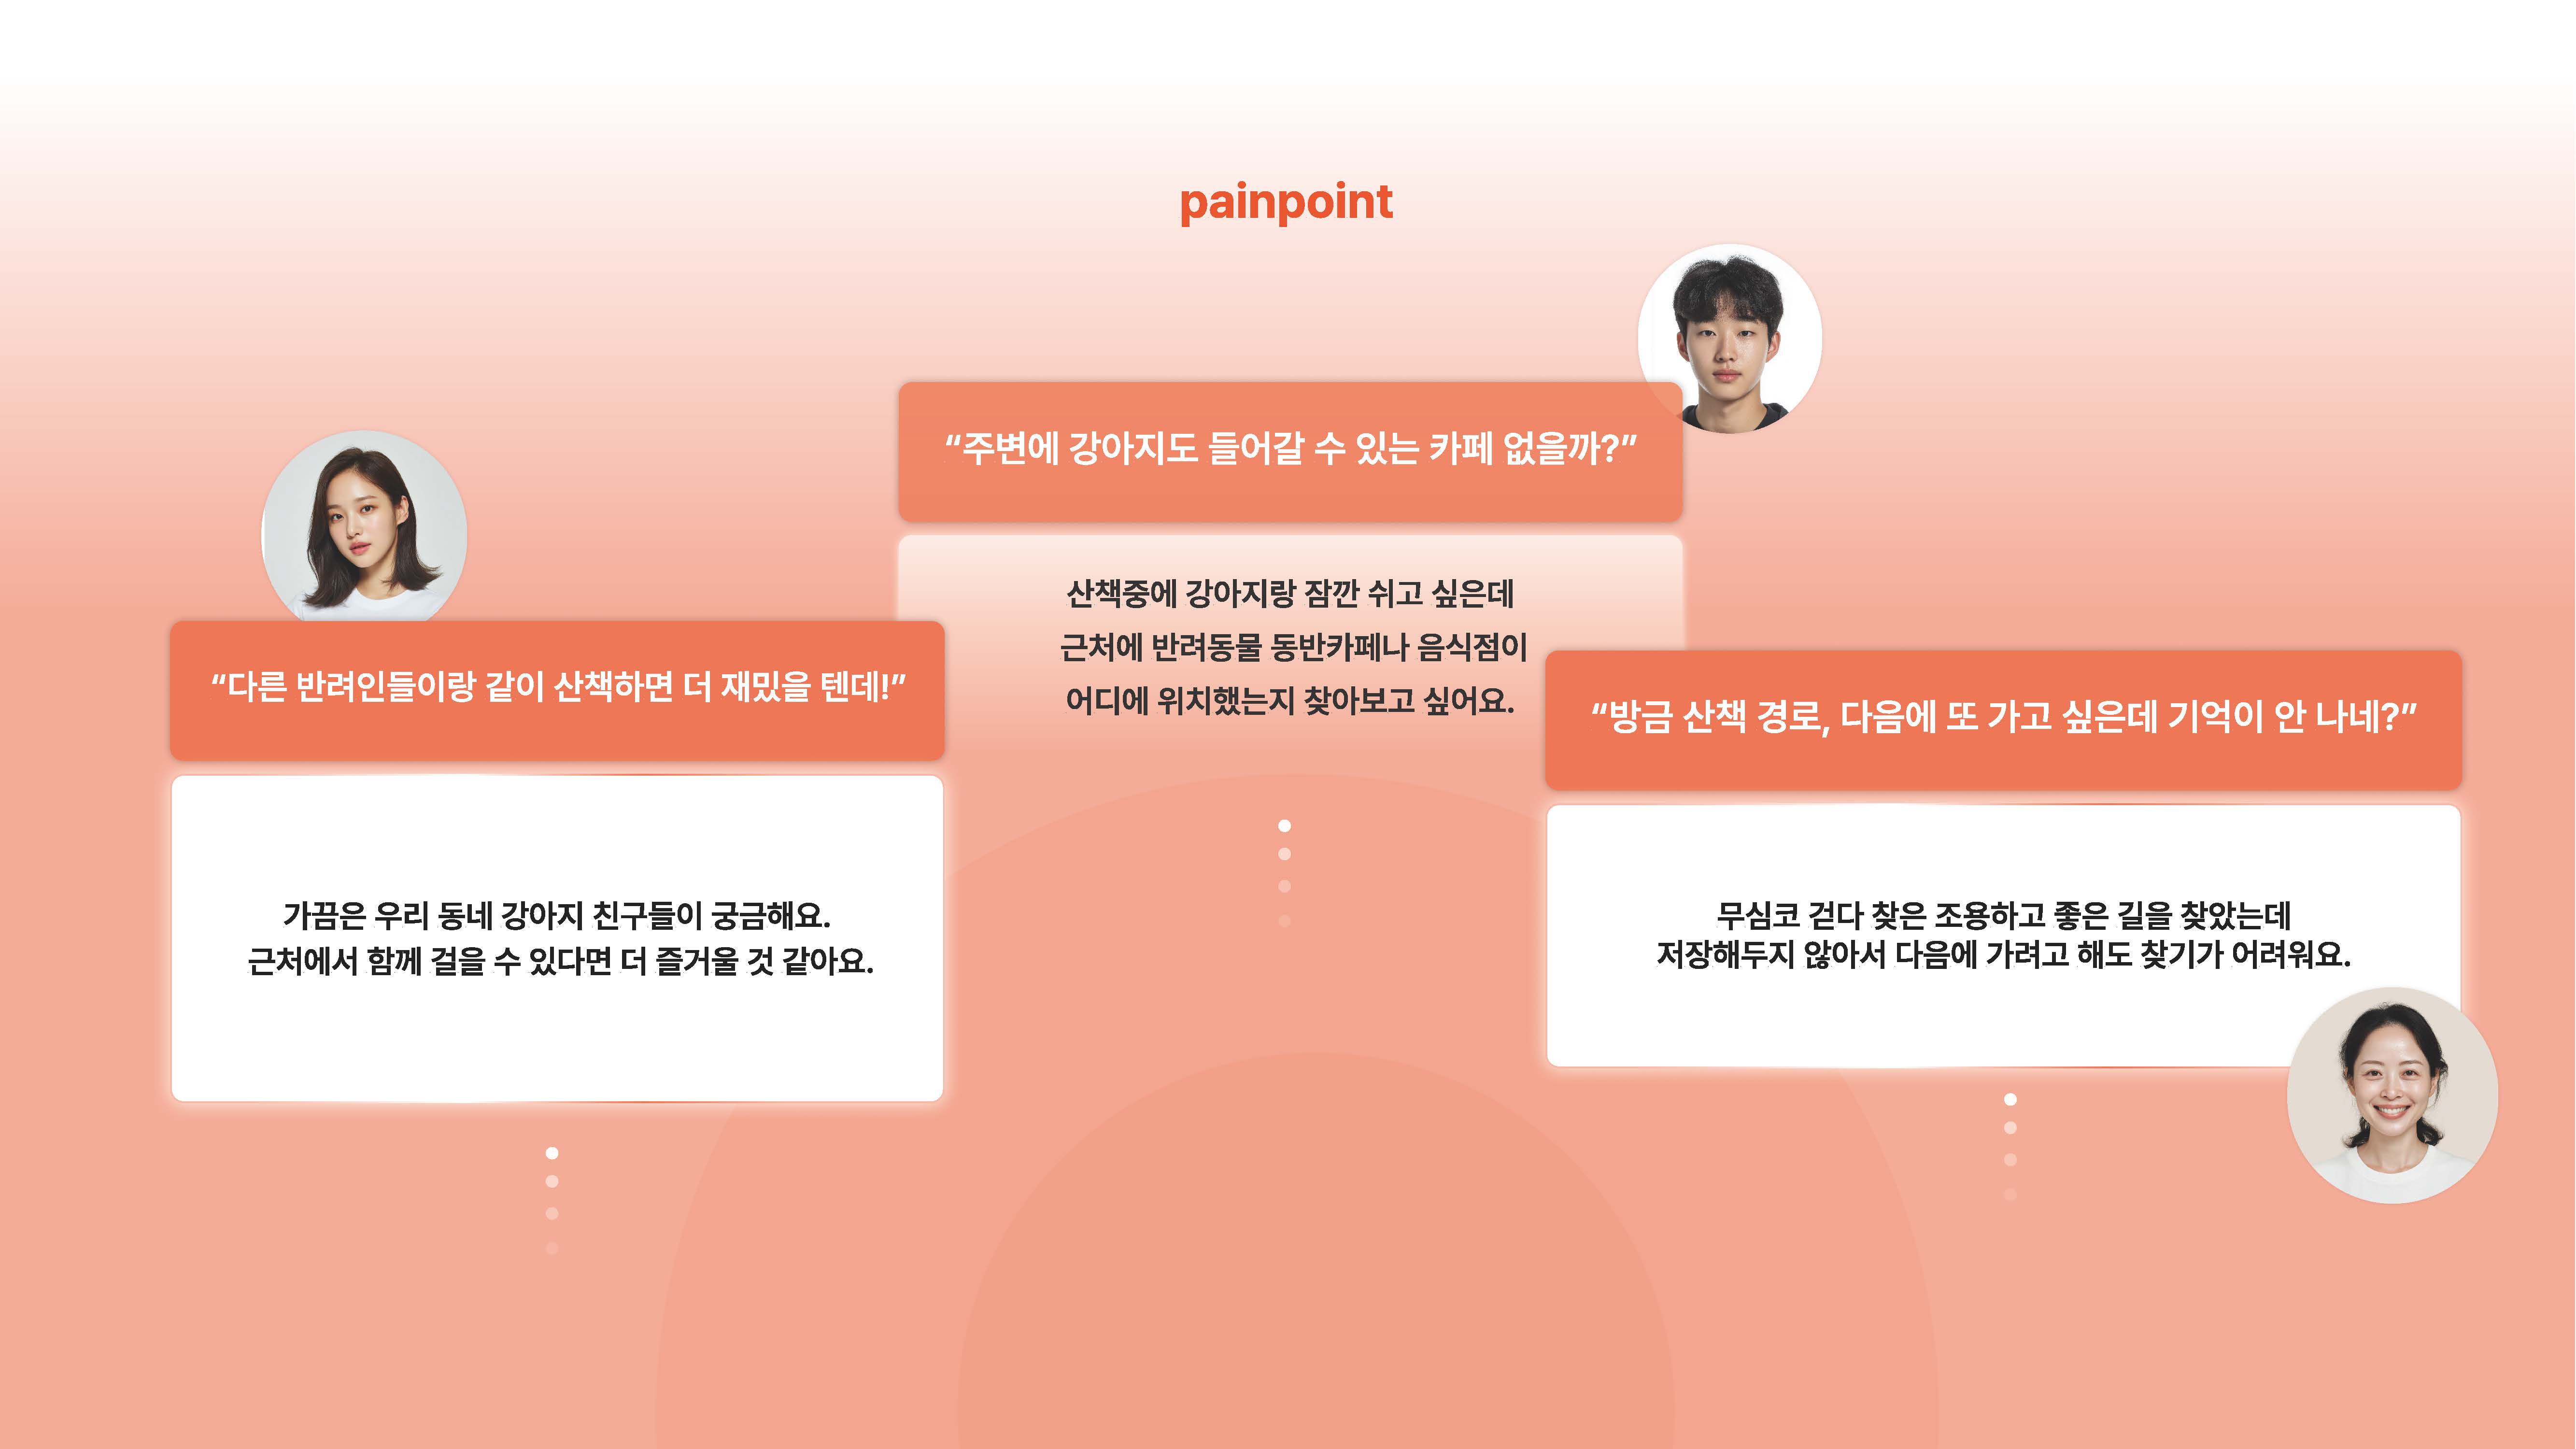 painpoint
“주변에 강아지도 들어갈 수 있는 카페 없을까?”
산책중에 강아지랑 잠깐 쉬고 싶은데
근처에 반려동물 동반카페나 음식점이
어디에 위치했는지 찾아보고 싶어요.
“다른 반려인들이랑 같이 산책하면 더 재밌을 텐데!”
가끔은 우리 동네 강아지 친구들이 궁금해요.
근처에서 함께 걸을 수 있다면 더 즐거울 것 같아요.
“방금 산책 경로, 다음에 또 가고 싶은데 기억이 안 나네?”
무심코 걷다 찾은 조용하고 좋은 길을 찾았는데
저장해두지 않아서 다음에 가려고 해도 찾기가 어려워요.